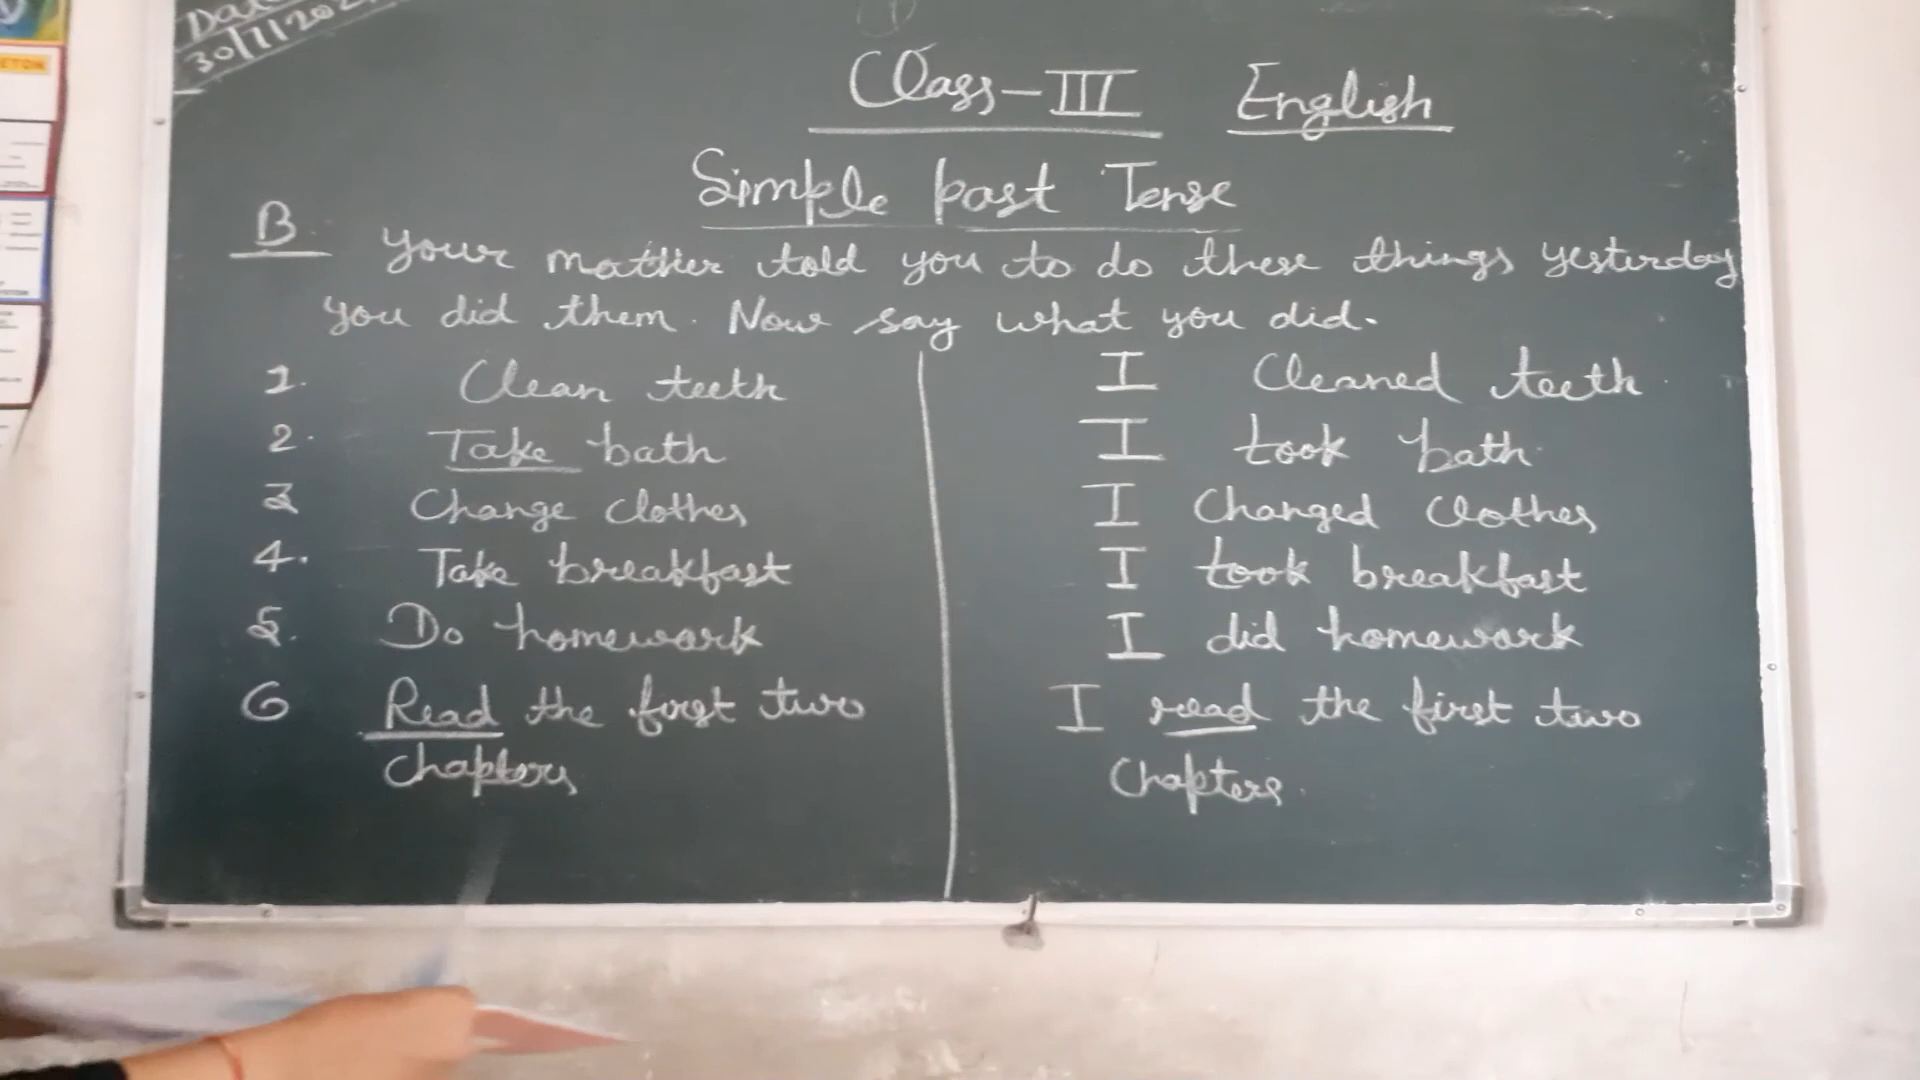 Date
30/1/202
Class-III English
Simple Past Tense
B. Your mother told you to do these things yesterday
you did them. Now say what you did.
1. Clean teeth I Cleaned teeth
2. Take bath I took bath.
3 Change clothes I Changed Clothes
4. Take breakfast I took breakfast
5. Do homework I did homework
6 Read the first two I read the first two
Chapters Chapters.